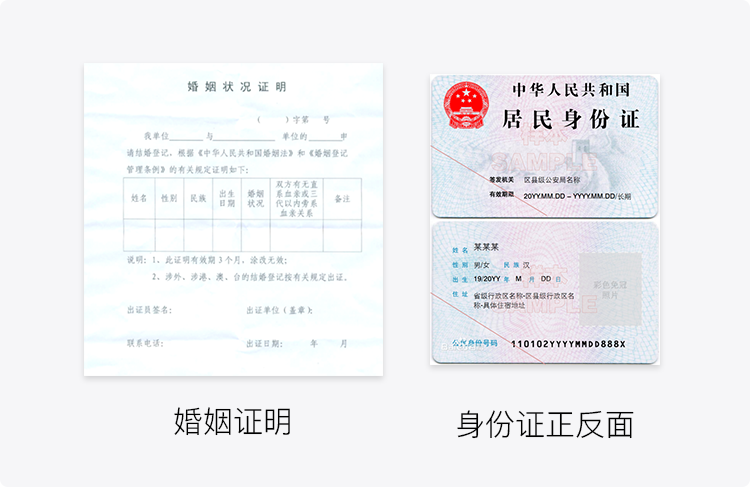 婚姻状况证明
（　　）字第　号
我单位______与__________单位的____申
请结婚登记。根据《中华人民共和国婚姻法》和《婚姻登记
管理条例》的有关规定证明如下：
姓名 性别 民族 出生日期 婚姻状况 双方有无直系血亲或三代以内旁系血亲关系 备注
说明：1、此证明有效期3个月，涂改无效；
2、涉外、涉港、澳、台的结婚登记按有关规定出证。
出证员签名： 出证单位（盖章）：
联系电话： 出证日期： 年 月
婚姻证明
中华人民共和国
居民身份证
SAMPLE
签发机关 区县级公安局名称
有效期限 20YY.MM.DD – YYYY.MM.DD/长期
姓名 某某某
性别 男/女 民族 汉
出生 19/20YY 年 M 月 DD 日
住址 省级行政区名称-区县级行政区名
称-具体住宿地址
彩色免冠
照片
公民身份号码 110102YYYYMMDD888X
身份证正反面